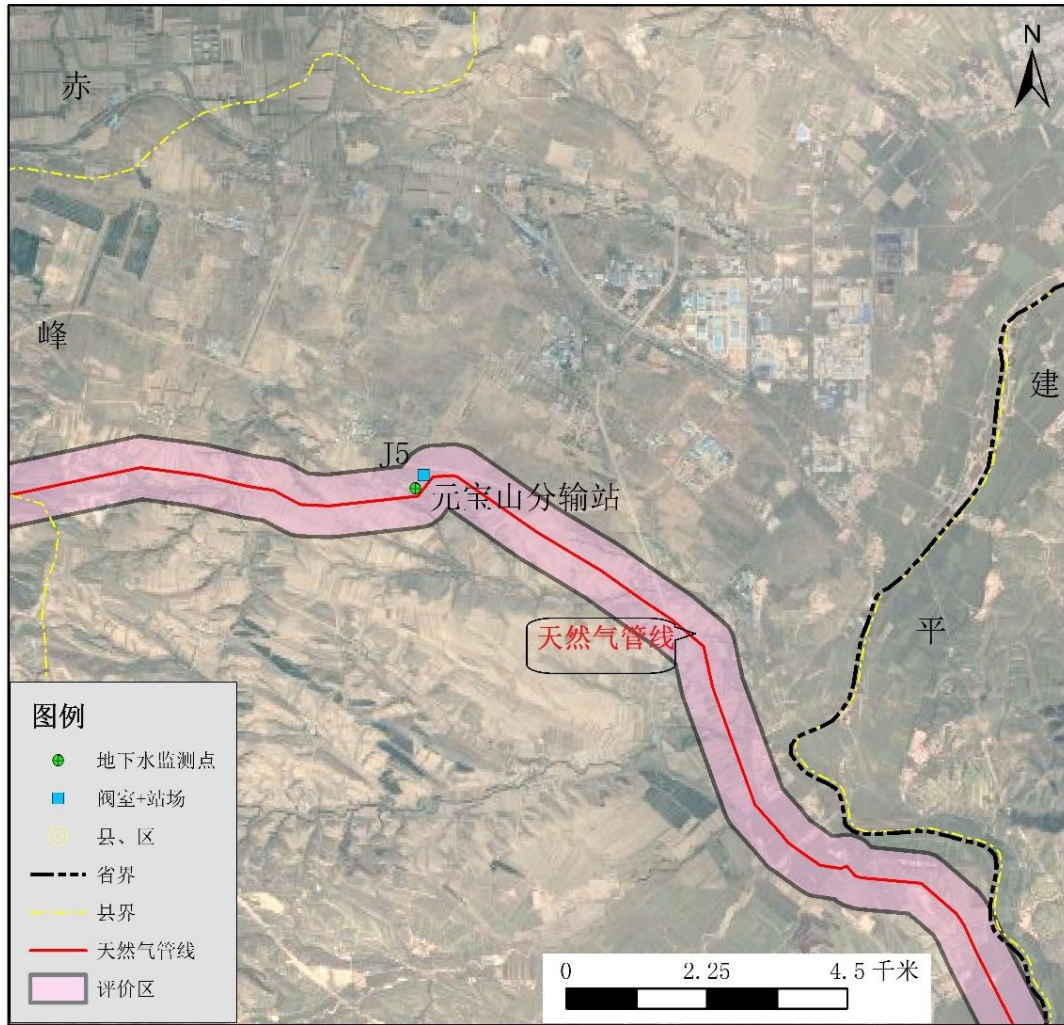 N
赤
峰
建
J5
元宝山分输站
平
天然气管线
图例
地下水监测点
阀室+站场
县、区
省界
县界
天然气管线
评价区
0 2.25 4.5 千米